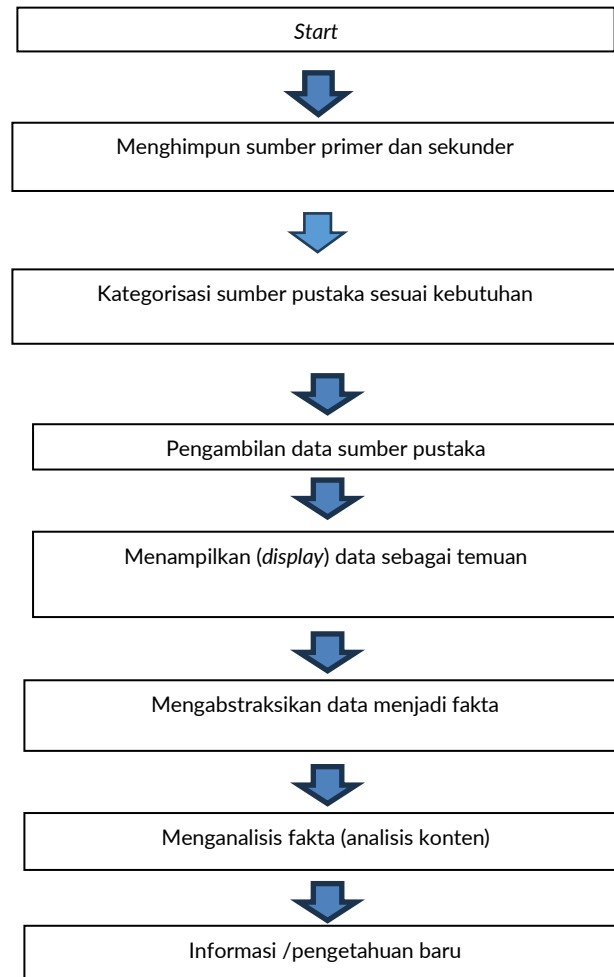 Start
Menghimpun sumber primer dan sekunder
Kategorisasi sumber pustaka sesuai kebutuhan
Pengambilan data sumber pustaka
Menampilkan (display) data sebagai temuan
Mengabstraksikan data menjadi fakta
Menganalisis fakta (analisis konten)
Informasi /pengetahuan baru